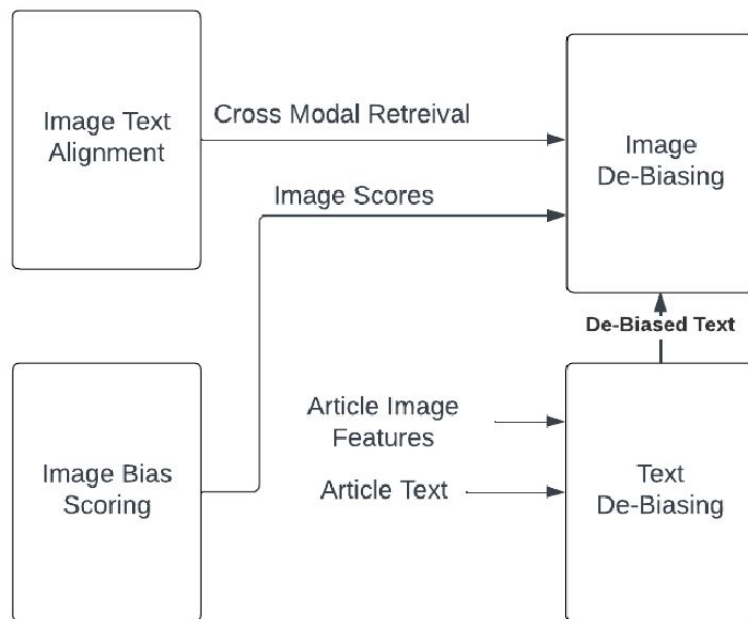 Image Text
Alignment
Cross Modal Retreival
Image
De-Biasing
Image Scores
De-Biased Text
Image Bias
Scoring
Article Image
Features
Article Text
Text
De-Biasing